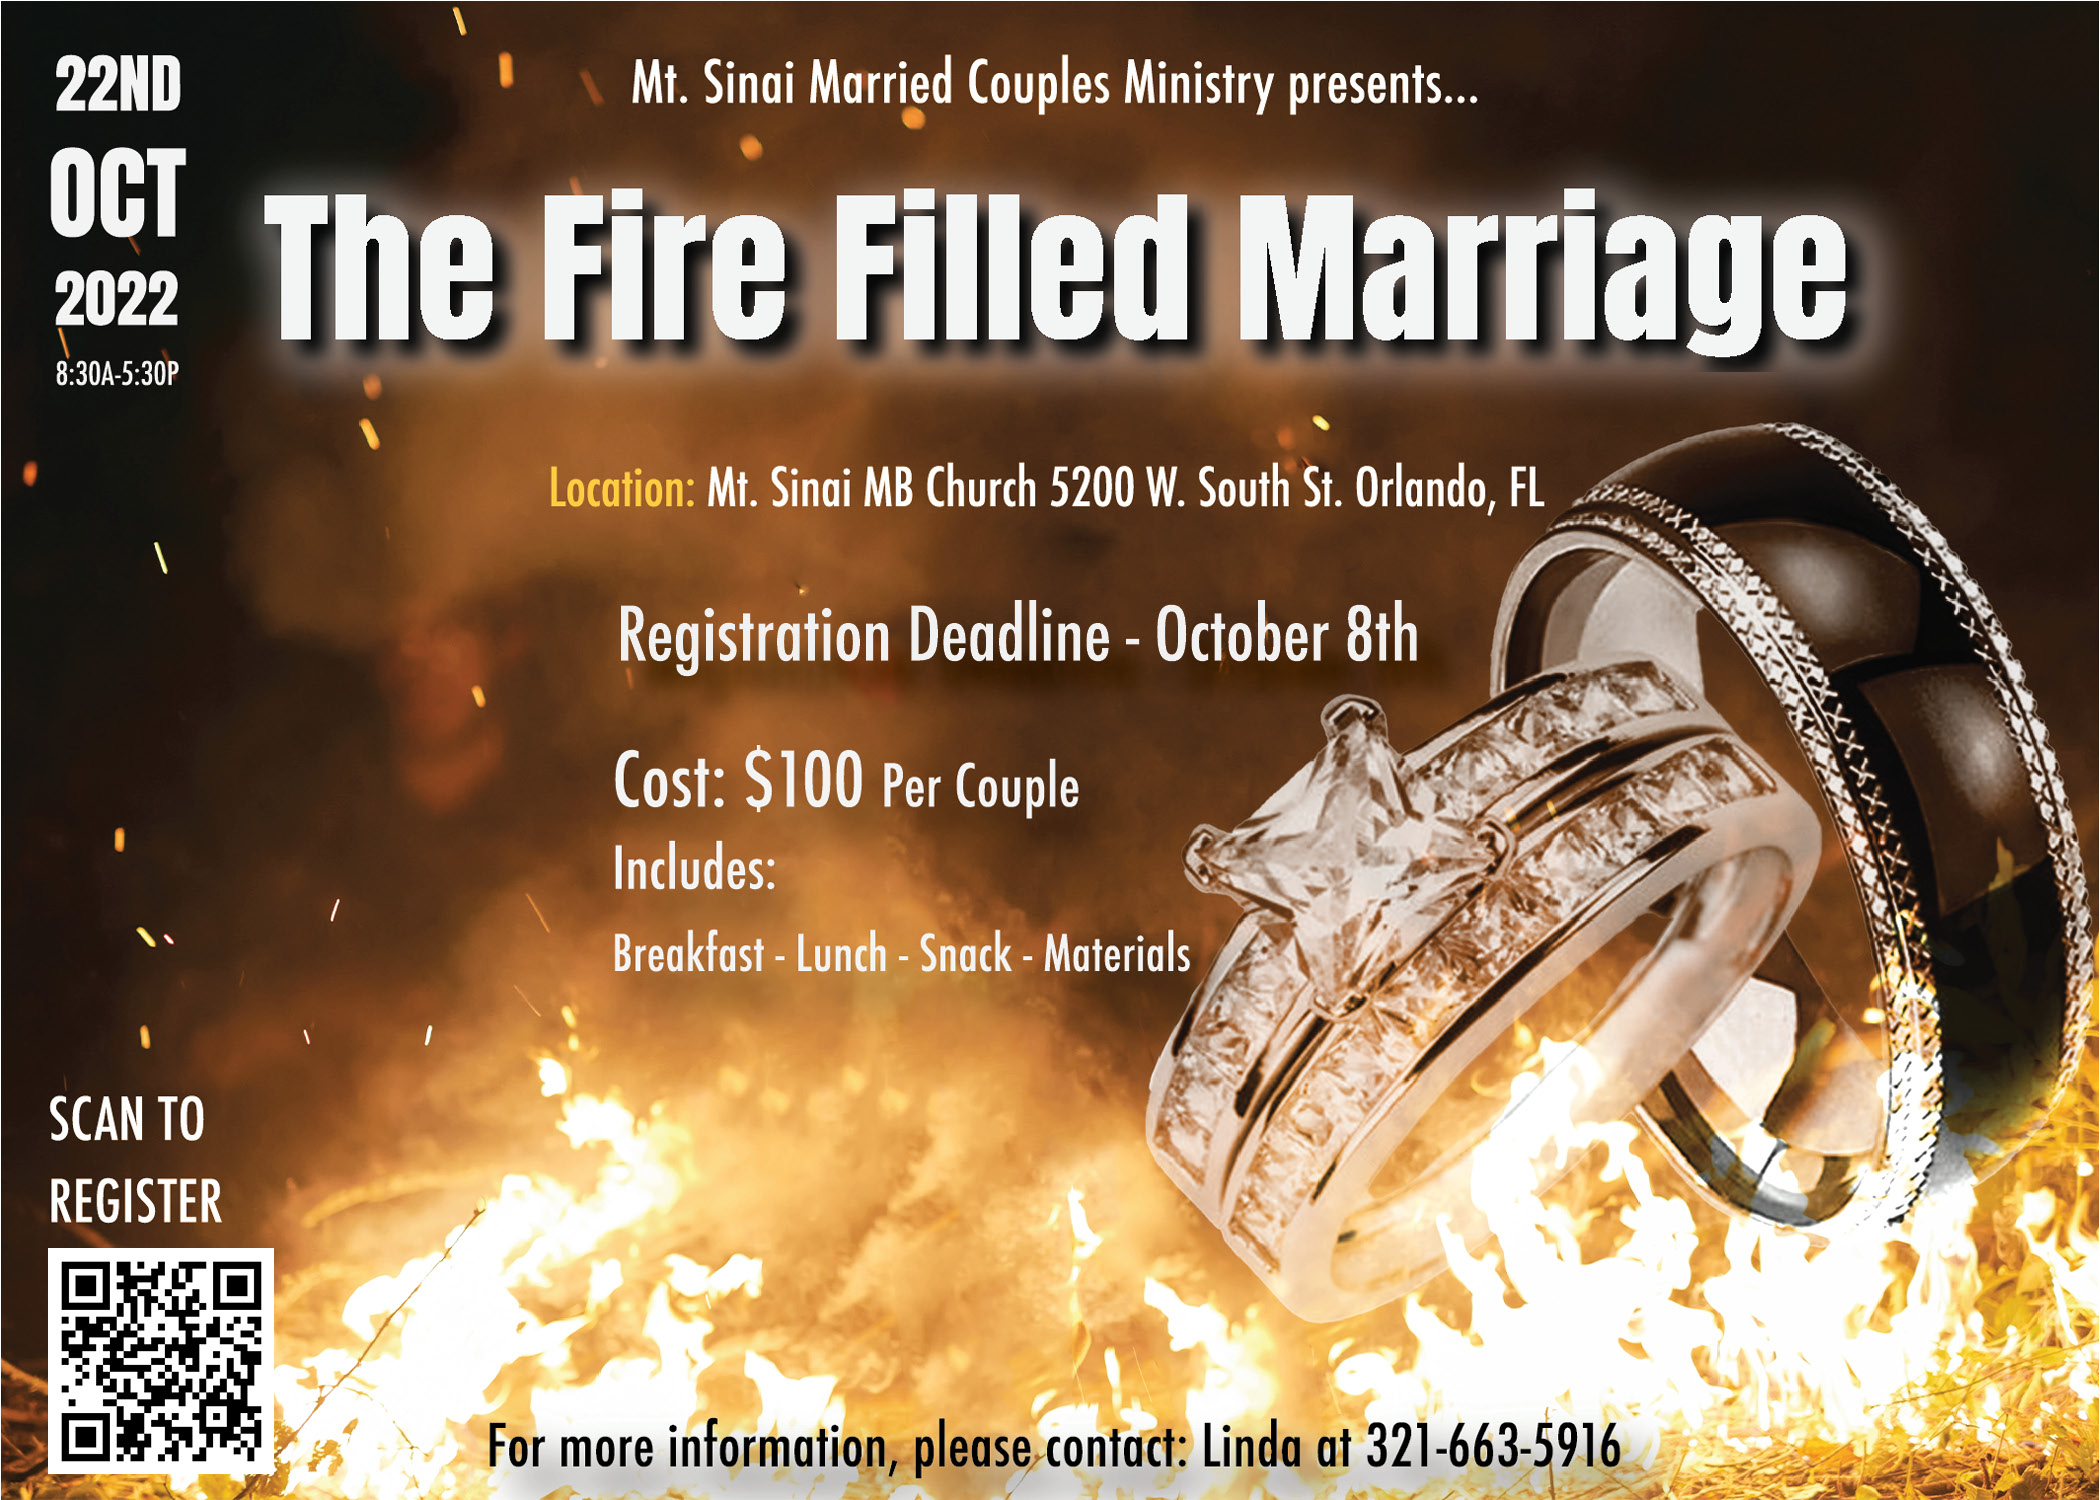 22ND
OCT
2022
8:30A-5:30P
Mt. Sinai Married Couples Ministry presents...
The Fire Filled Marriage
Location: Mt. Sinai MB Church 5200 W. South St. Orlando, FL
Registration Deadline - October 8th
Cost: $100 Per Couple
Includes:
Breakfast - Lunch - Snack - Materials
SCAN TO
REGISTER
For more information, please contact: Linda at 321-663-5916